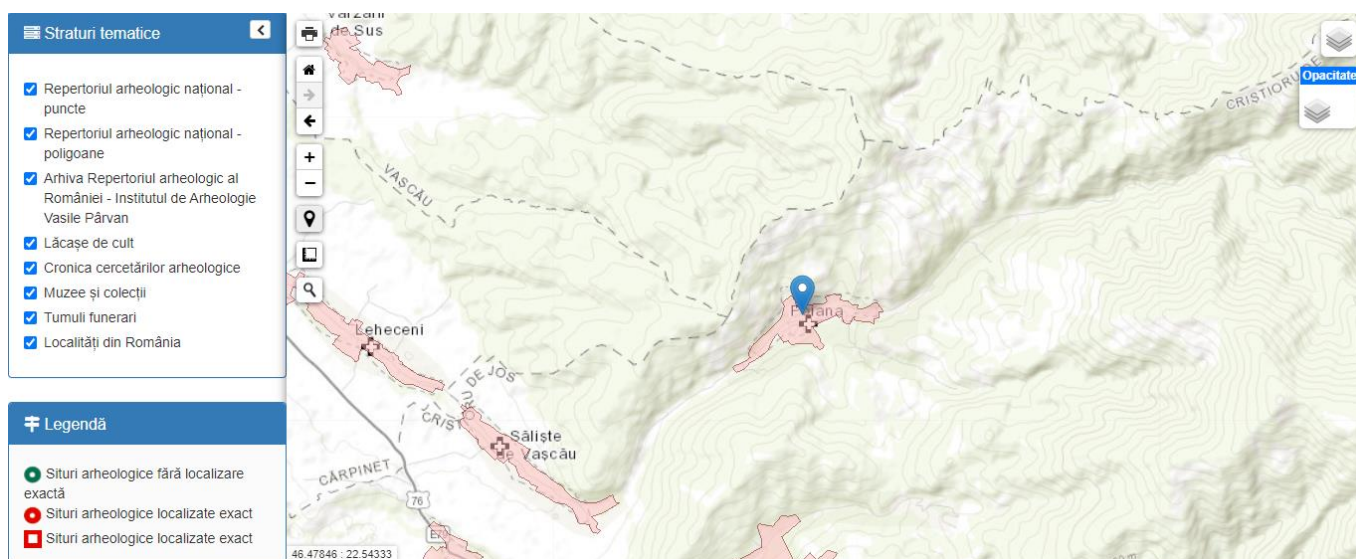 Straturi tematice
Repertoriul arheologic național -
puncte
Repertoriul arheologic național -
poligoane
Arhiva Repertoriul arheologic al
României - Institutul de Arheologie
Vasile Pârvan
Lăcașe de cult
Cronica cercetărilor arheologice
Muzee și colecții
Tumuli funerari
Localități din România
Legendă
Situri arheologice fără localizare
exactă
Situri arheologice localizate exact
Situri arheologice localizate exact
de Sus
VAȘCĂU
Opacitate
Poiana
Leheceni
CRISTIORU DE JOS
Săliște
de Vașcău
CĂRPINET
76
46.47846 : 22.54333